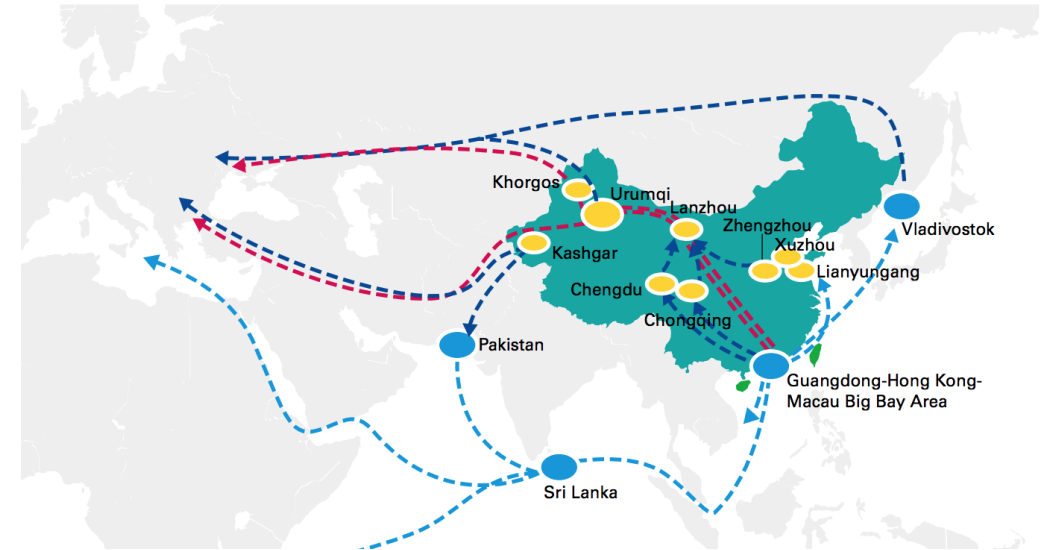 Khorgos
Urumqi
Lanzhou
Zhengzhou
Xuzhou
Vladivostok
Kashgar
Lianyungang
Chengdu
Chongqing
Pakistan
Guangdong-Hong Kong-
Macau Big Bay Area
Sri Lanka